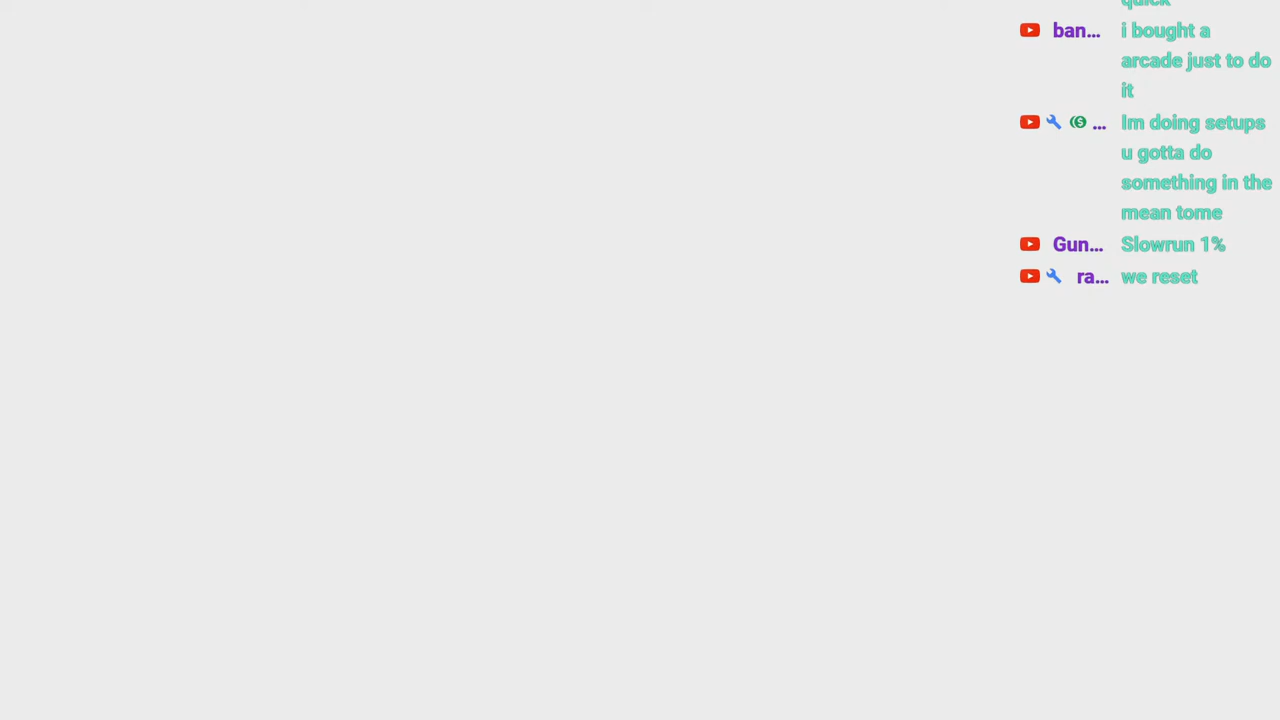 quick
ban... i bought a
arcade just to do
it
... Im doing setups
u gotta do
something in the
mean tome
Gun... Slowrun 1%
ra... we reset